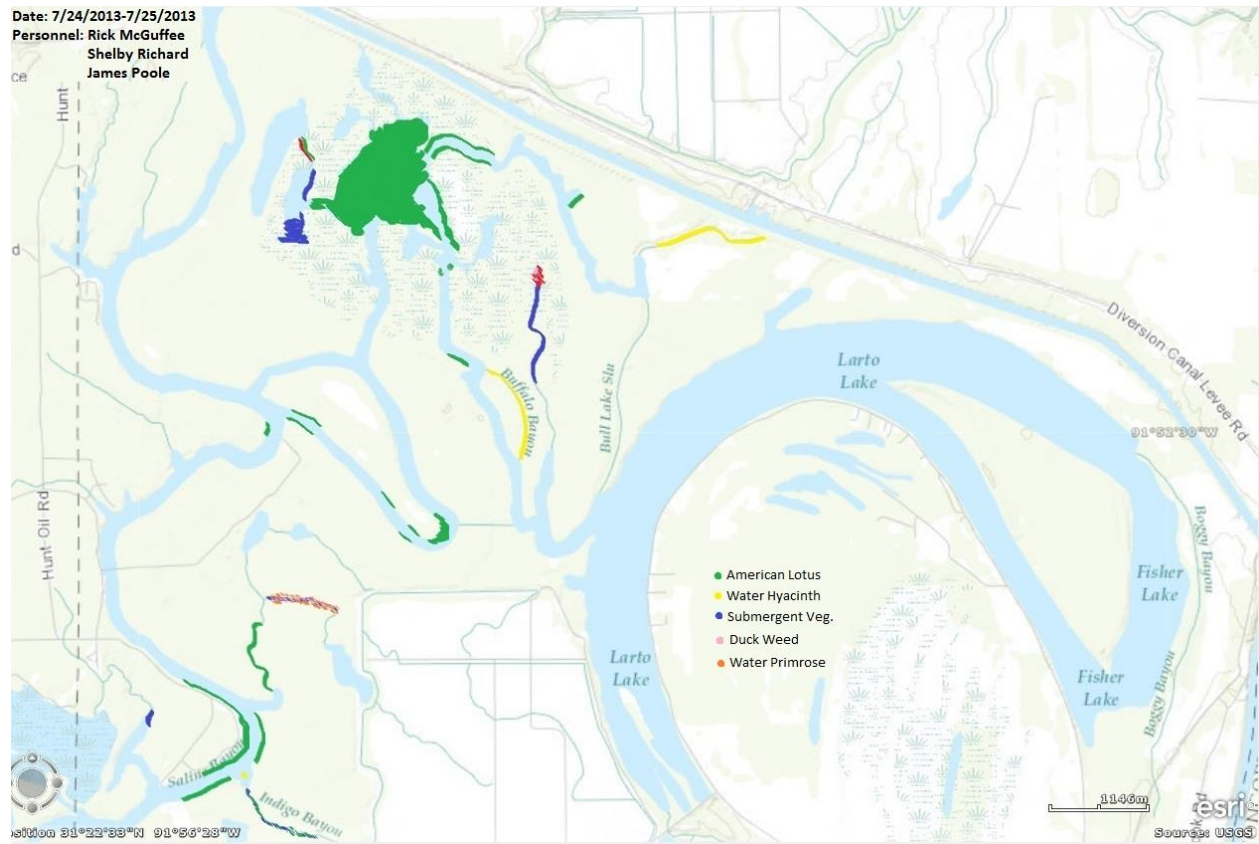 Date: 7/24/2013-7/25/2013
Personnel: Rick McGuffee
Shelby Richard
James Poole
ce
Hunt
d
Diversion Canal Levee Rd
Larto
Lake
Buffalo Bayou
Bull Lake Slu
91°52'30"W
Hunt-Oil-Rd
Boggy Bayou
American Lotus
Water Hyacinth
Submergent Veg.
Duck Weed
Water Primrose
Fisher
Lake
Larto
Lake
Fisher
Lake
Boggy Bayou
Saline Bayou
Indigo Bayou
1146m
esri
osition 31°22'33"N 91°56'28"W
Source: USGS